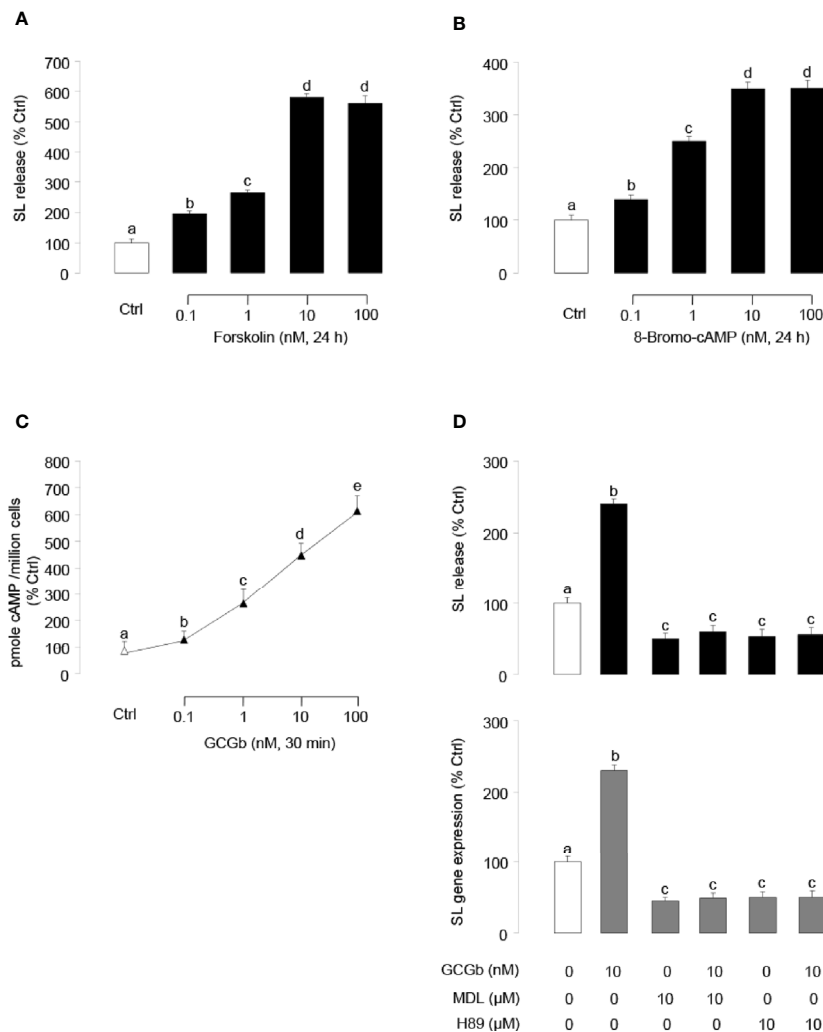 A
SL release (% Ctrl)
700
600
500
400
300
200
100
0
a
b
c
d
d
Ctrl
0.1
1
10
100
Forskolin (nM, 24 h)
B
SL release (% Ctrl)
400
300
200
100
0
a
b
c
d
d
Ctrl
0.1
1
10
100
8-Bromo-cAMP (nM, 24 h)
C
pmole cAMP /million cells
(% Ctrl)
800
700
600
500
400
300
200
100
0
a
b
c
d
e
Ctrl
0.1
1
10
100
GCGb (nM, 30 min)
D
SL release (% Ctrl)
300
200
100
0
a
b
c
c
c
c
SL gene expression (% Ctrl)
300
200
100
0
a
b
c
c
c
c
GCGb (nM) 0 10 0 10 0 10
MDL (µM) 0 0 10 10 0 0
H89 (µM) 0 0 0 0 10 10